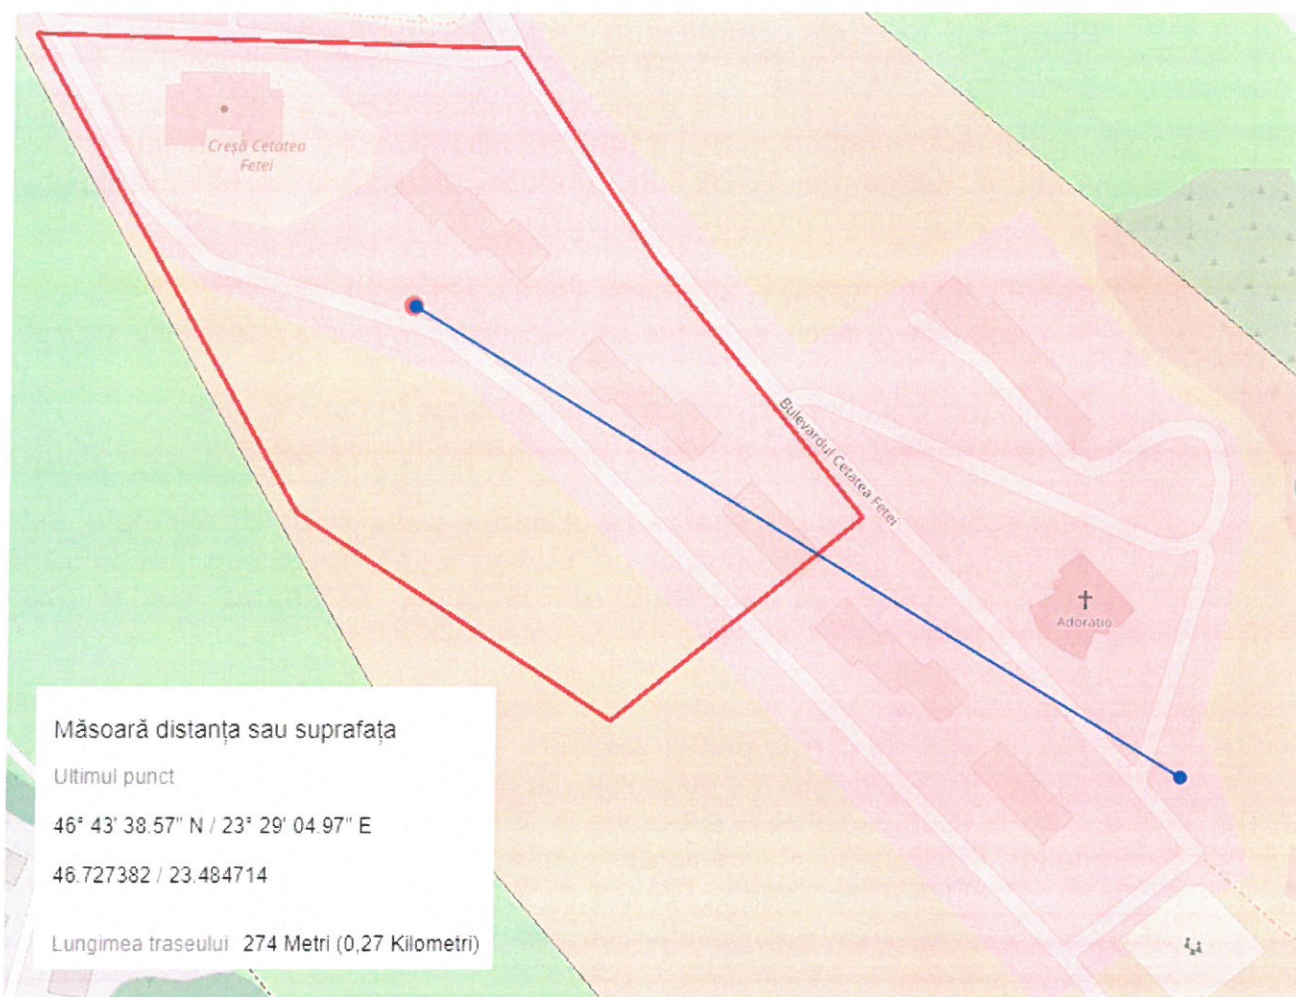 Creșă Cetatea
Fetei
Bulevardul Cetatea Fetei
Adoratio
Măsoară distanța sau suprafața
Ultimul punct
46° 43' 38.57" N / 23° 29' 04.97" E
46.727382 / 23.484714
Lungimea traseului 274 Metri (0,27 Kilometri)